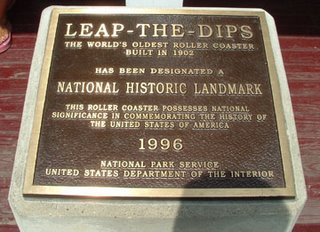 LEAP-THE-DIPS
THE WORLD'S OLDEST ROLLER COASTER
BUILT IN 1902
HAS BEEN DESIGNATED A
NATIONAL HISTORIC LANDMARK
THIS ROLLER COASTER POSSESSES NATIONAL
SIGNIFICANCE IN COMMEMORATING THE HISTORY OF
THE UNITED STATES OF AMERICA
1996
NATIONAL PARK SERVICE
UNITED STATES DEPARTMENT OF THE INTERIOR